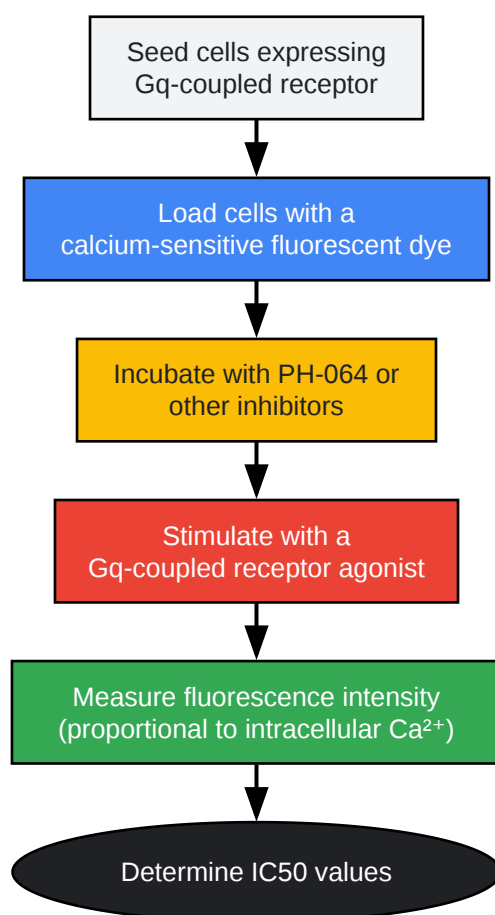 Seed cells expressing
Gq-coupled receptor
Load cells with a
calcium-sensitive fluorescent dye
Incubate with PH-064 or
other inhibitors
Stimulate with a
Gq-coupled receptor agonist
Measure fluorescence intensity
(proportional to intracellular Ca²⁺)
Determine IC50 values